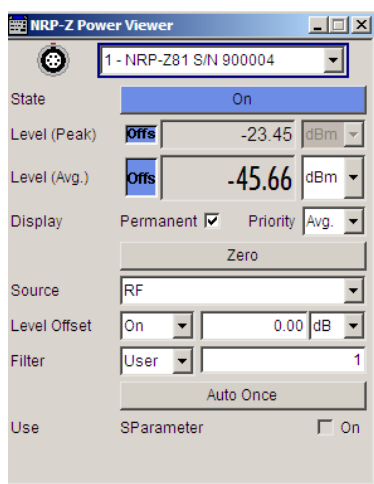 NRP-Z Power Viewer
1 - NRP-Z81 S/N 900004
State On
Level (Peak) Offs -23.45 dBm
Level (Avg.) Offs -45.66 dBm
Display Permanent Priority Avg.
Zero
Source RF
Level Offset On 0.00 dB
Filter User 1
Auto Once
Use SParameter On